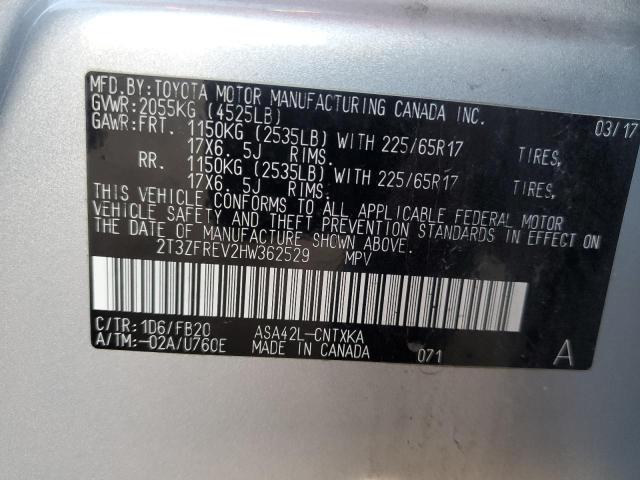 MFD. BY: TOYOTA MOTOR MANUFACTURING CANADA INC.
GVWR: 2055KG (4525LB) 03/17
GAWR: FRT. 1150KG (2535LB) WITH 225/65R17 TIRES,
17X6. 5J RIMS.
RR. 1150KG (2535LB) WITH 225/65R17 TIRES,
17X6. 5J RIMS.
THIS VEHICLE CONFORMS TO ALL APPLICABLE FEDERAL MOTOR
VEHICLE SAFETY AND THEFT PREVENTION STANDARDS IN EFFECT ON
THE DATE OF MANUFACTURE SHOWN ABOVE.
2T3ZFREV2HW362529 MPV
C/TR: 1D6/FB20 ASA42L-CNTXKA
A/TM: -02A/U760E MADE IN CANADA 071 A